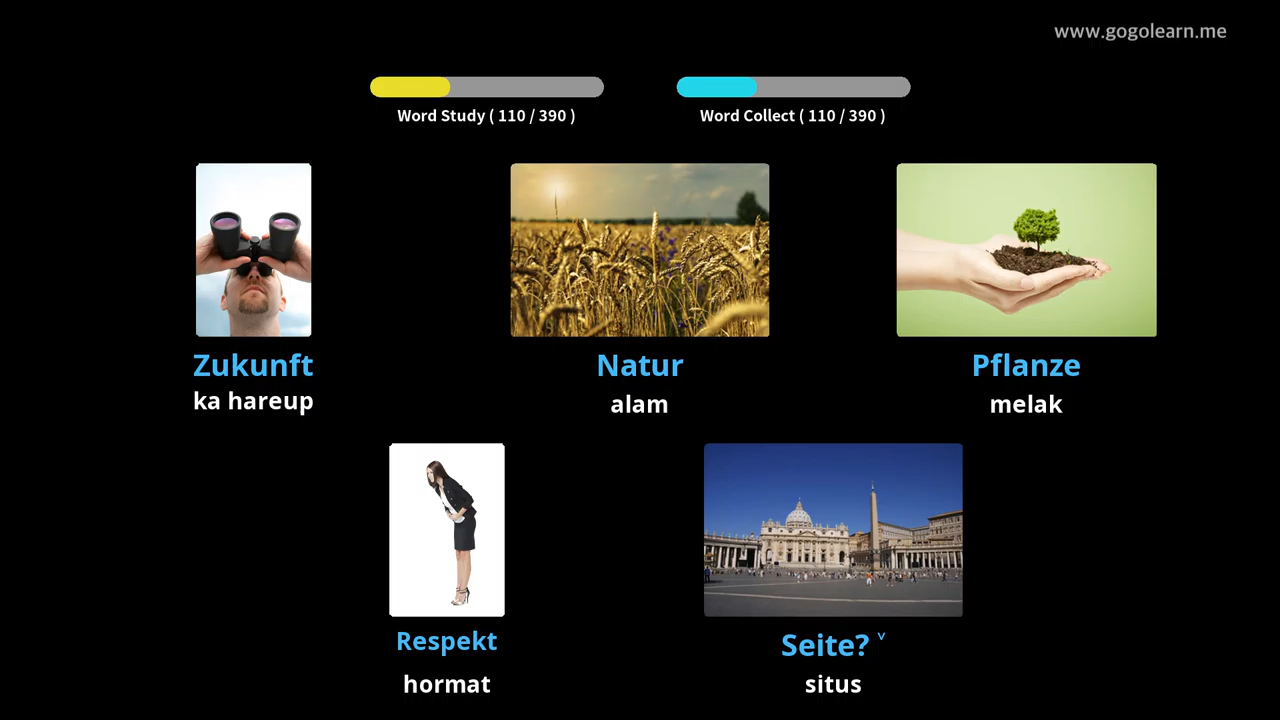 www.gogolearn.me
Word Study ( 110 / 390 )
Word Collect ( 110 / 390 )
Zukunft
ka hareup
Natur
alam
Pflanze
melak
Respekt
hormat
Seite? ˅
situs